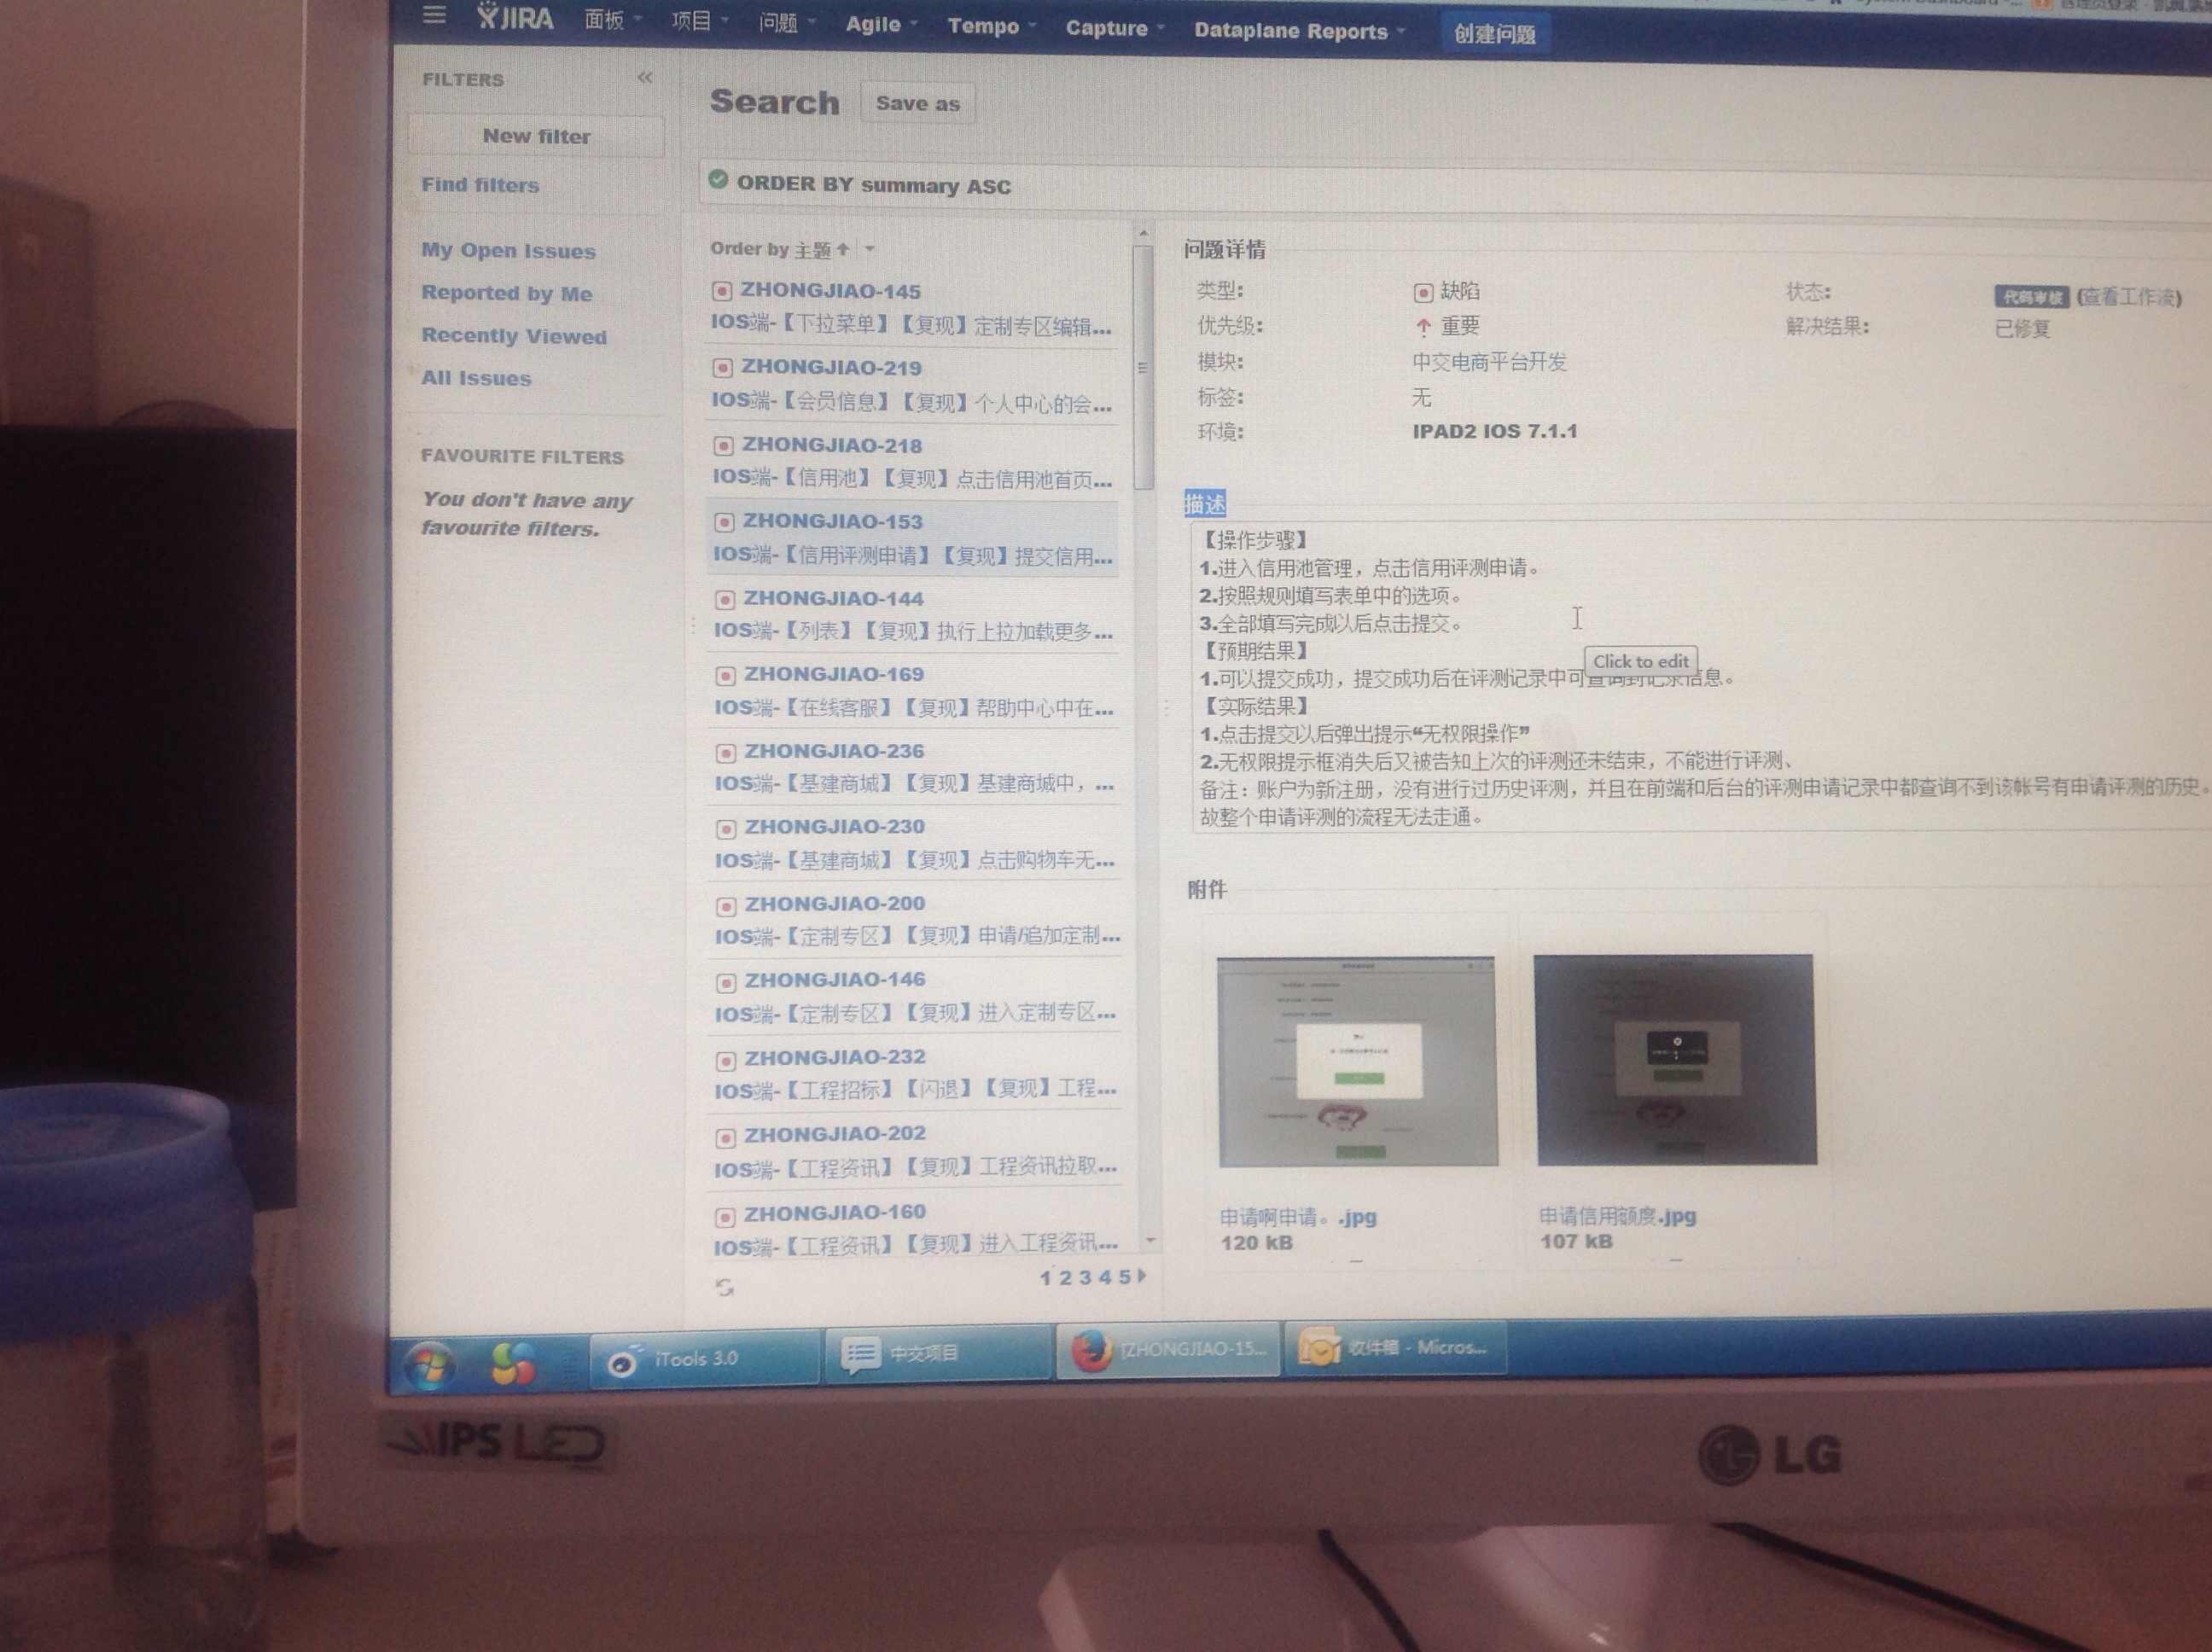 JIRA 面板 项目 问题 Agile Tempo Capture Dataplane Reports 创建问题
FILTERS
New filter
Find filters
My Open Issues
Reported by Me
Recently Viewed
All Issues
FAVOURITE FILTERS
You don't have any
favourite filters.
Search Save as
ORDER BY summary ASC
Order by 主题
ZHONGJIAO-145
IOS端-【下拉菜单】【复现】定制专区编辑...
ZHONGJIAO-219
IOS端-【会员信息】【复现】个人中心的会...
ZHONGJIAO-218
IOS端-【信用池】【复现】点击信用池首页...
ZHONGJIAO-153
IOS端-【信用评测申请】【复现】提交信用...
ZHONGJIAO-144
IOS端-【列表】【复现】执行上拉加载更多...
ZHONGJIAO-169
IOS端-【在线客服】【复现】帮助中心中在...
ZHONGJIAO-236
IOS端-【基建商城】【复现】基建商城中，...
ZHONGJIAO-230
IOS端-【基建商城】【复现】点击购物车无...
ZHONGJIAO-200
IOS端-【定制专区】【复现】申请/追加定制...
ZHONGJIAO-146
IOS端-【定制专区】【复现】进入定制专区...
ZHONGJIAO-232
IOS端-【工程招标】【闪退】【复现】工程...
ZHONGJIAO-202
IOS端-【工程资讯】【复现】工程资讯拉取...
ZHONGJIAO-160
IOS端-【工程资讯】【复现】进入工程资讯...
1 2 3 4 5
问题详情
类型: 缺陷 状态: 代码审核 (查看工作流)
优先级: 重要 解决结果: 已修复
模块: 中交电商平台开发
标签: 无
环境: IPAD2 IOS 7.1.1
描述
【操作步骤】
1.进入信用池管理，点击信用评测申请。
2.按照规则填写表单中的选项。
3.全部填写完成以后点击提交。
【预期结果】
Click to edit
1.可以提交成功，提交成功后在评测记录中可查询到记录信息。
【实际结果】
1.点击提交以后弹出提示“无权限操作”
2.无权限提示框消失后又被告知上次的评测还未结束，不能进行评测、
备注：账户为新注册，没有进行过历史评测，并且在前端和后台的评测申请记录中都查询不到该帐号有申请评测的历史。
故整个申请评测的流程无法走通。
附件
申请啊申请。.jpg
120 kB
申请信用额度.jpg
107 kB
iTools 3.0 中交项目 [ZHONGJIAO-15... 收件箱 - Micros...
IPS LED
LG